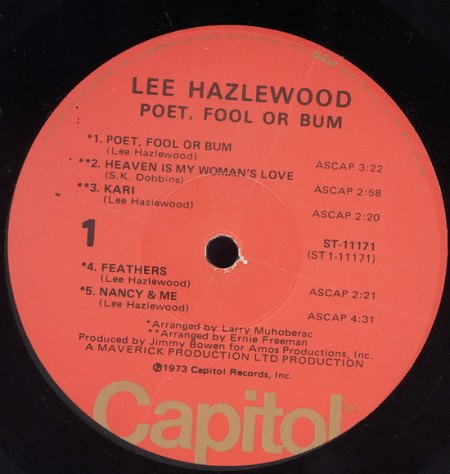 LEE HAZLEWOOD
POET, FOOL OR BUM
*1. POET, FOOL OR BUM
(Lee Hazlewood) ASCAP 3:22
**2. HEAVEN IS MY WOMAN'S LOVE
(S.K. Dobbins) ASCAP 2:58
**3. KARI
(Lee Hazlewood) ASCAP 2:20
1
ST-11171
(ST 1-11171)
*4. FEATHERS
(Lee Hazlewood) ASCAP 2:21
*5. NANCY & ME
(Lee Hazlewood) ASCAP 4:31
*Arranged by Larry Muhoberac
**Arranged by Ernie Freeman
Produced by Jimmy Bowen for Amos Productions, Inc.
A MAVERICK PRODUCTION LTD PRODUCTION
℗1973 Capitol Records, Inc.
Capitol®